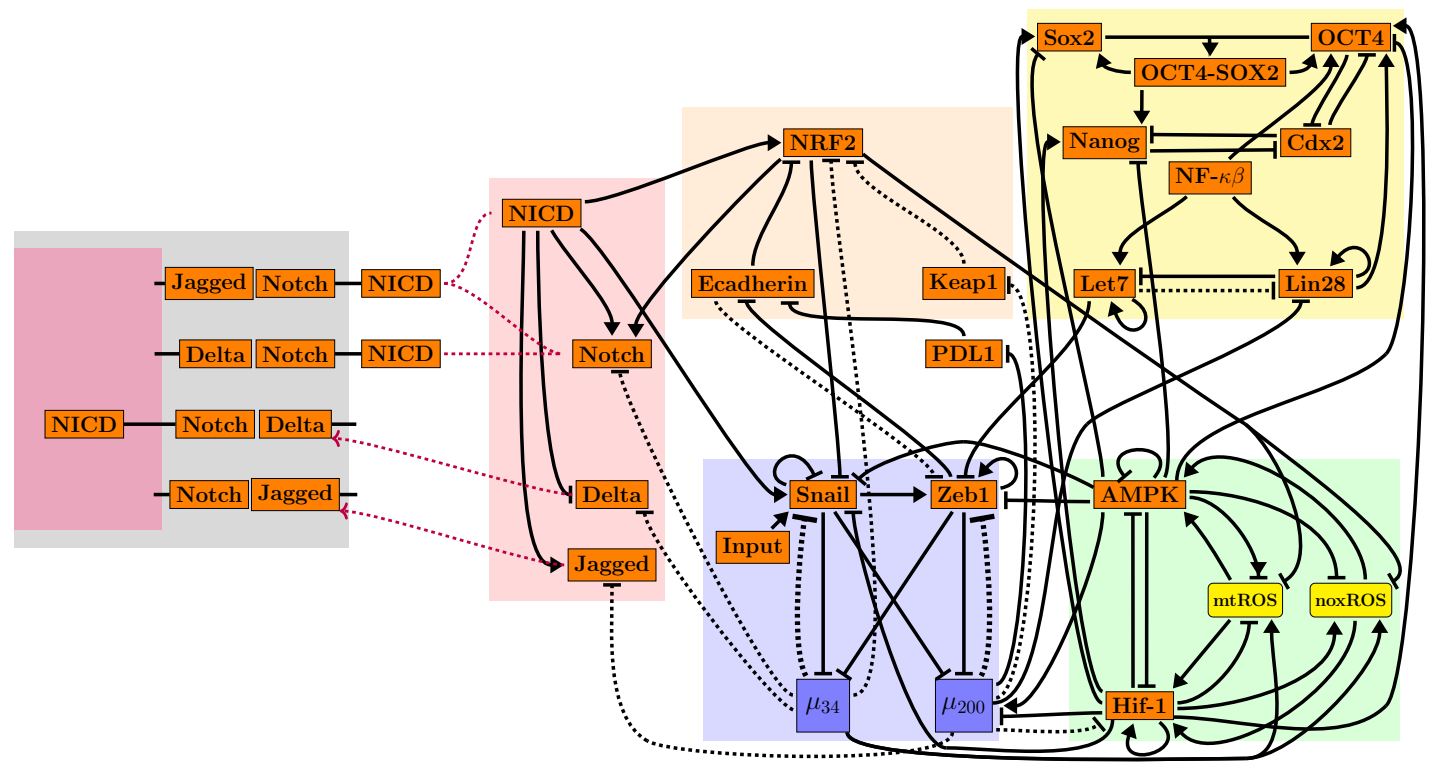 Sox2
OCT4
OCT4-SOX2
NRF2
Nanog
Cdx2
NF-κβ
NICD
Jagged
Notch
NICD
Ecadherin
Keap1
Let7
Lin28
Delta
Notch
NICD
Notch
PDL1
NICD
Notch
Delta
Notch
Jagged
Delta
Snail
Zeb1
AMPK
Input
Jagged
mtROS
noxROS
μ34
μ200
Hif-1